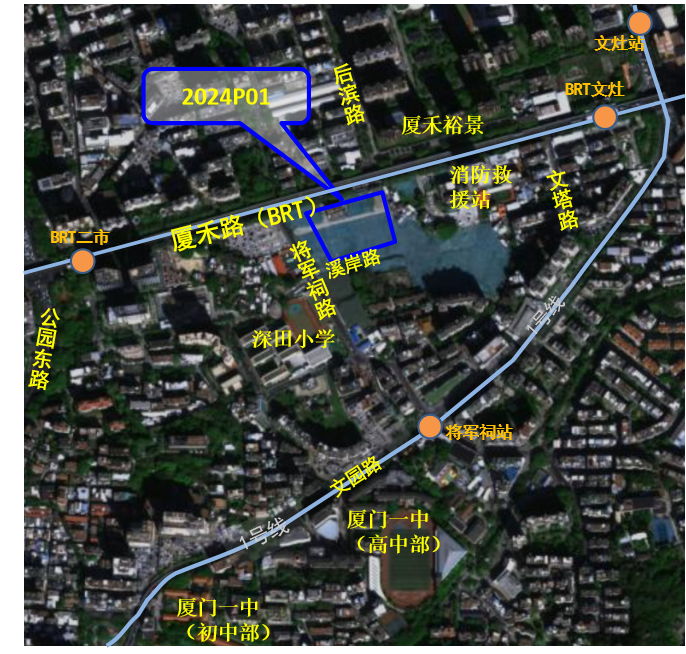 文灶站
BRT文灶
2024P01
后滨路
厦禾裕景
消防救
援站
文塔路
厦禾路（BRT）
BRT二市
将军祠路
溪岸路
公园东路
深田小学
1号线
将军祠站
文园路
1号线
厦门一中
（高中部）
厦门一中
（初中部）